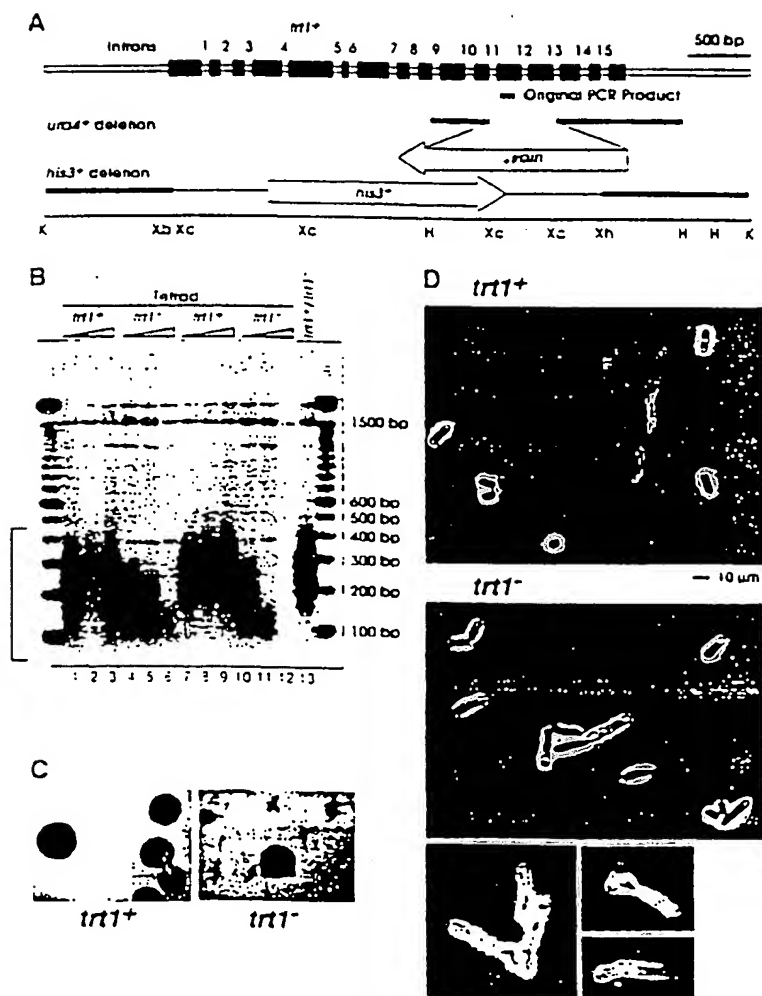 A
trt1+
Introns 1 2 3 4 5 6 7 8 9 10 11 12 13 14 15
500 bp
Original PCR Product
ura4+ deletion
ura4+
his3+ deletion
his3+
K Xb Xc Xc H Xc Xc Xh H H K
B
Tetrad
trt1+ trt1- trt1+ trt1- trt1+/trt1-
1500 bp
600 bp
500 bp
400 bp
300 bp
200 bp
100 bp
1 2 3 4 5 6 7 8 9 10 11 12 13
C
trt1+ trt1-
D
trt1+
10 µm
trt1-